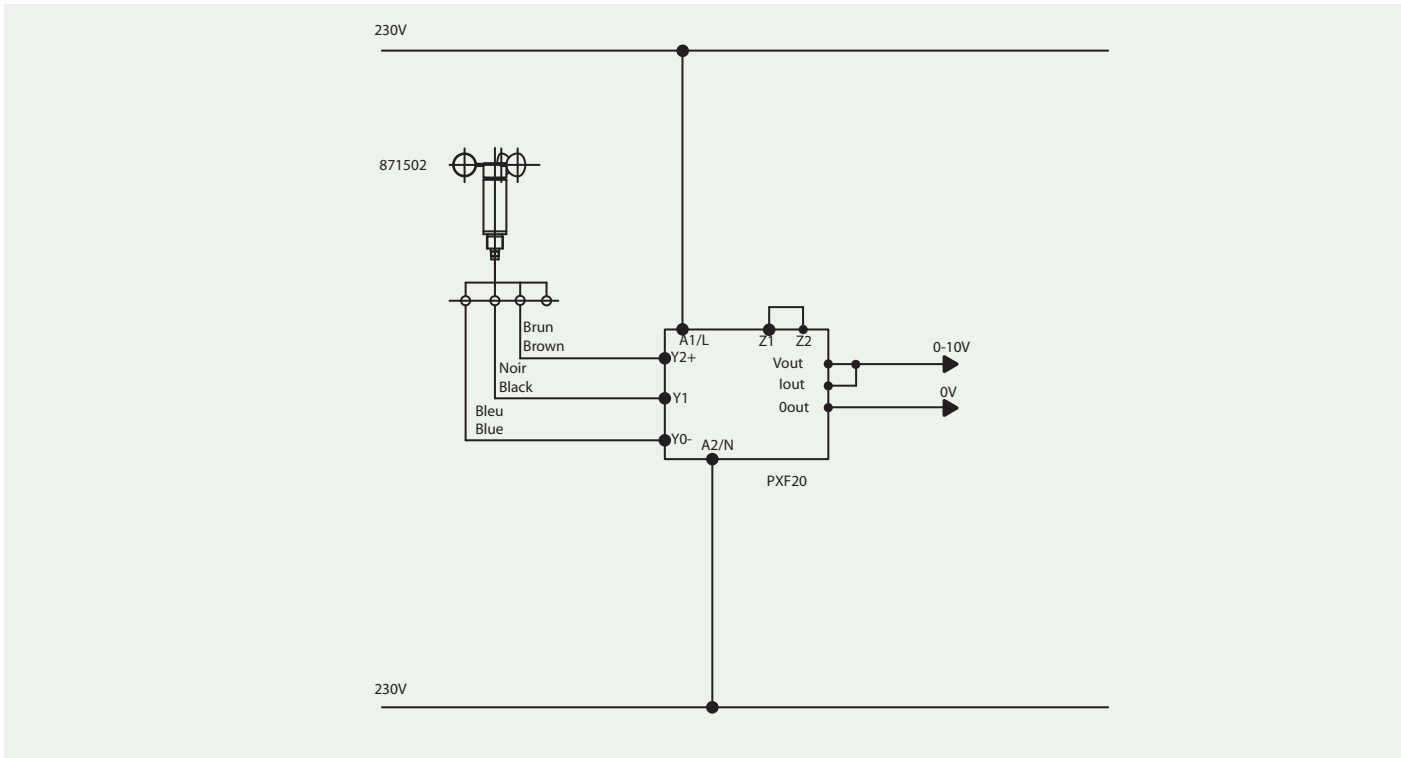 230V
871502
Brun
Brown
Noir
Black
Bleu
Blue
A1/L
Z1
Z2
Y2+
Y1
Y0-
Vout
Iout
0out
A2/N
0-10V
0V
PXF20
230V